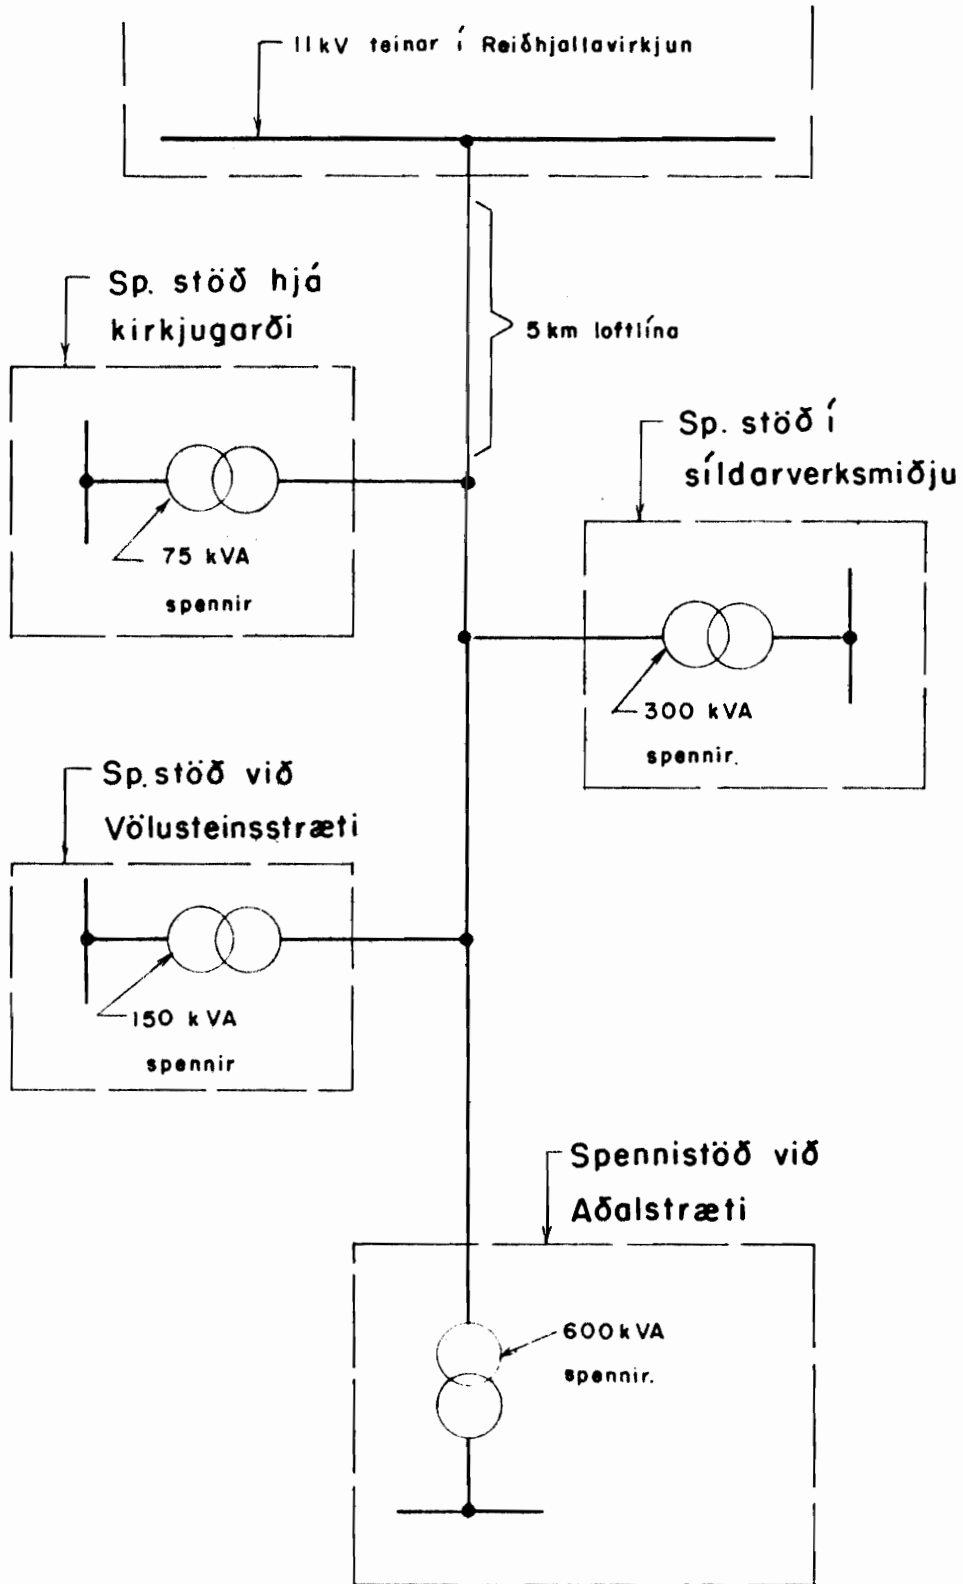 11 kV teinar í Reiðhjallavirkjun
5 km loftlína
Sp. stöð hjá
kirkjugarði
75 kVA
spennir
Sp. stöð í
síldarverksmiðju
300 kVA
spennir.
Sp. stöð við
Völusteinsstræti
150 kVA
spennir
Spennistöð við
Aðalstræti
600 kVA
spennir.